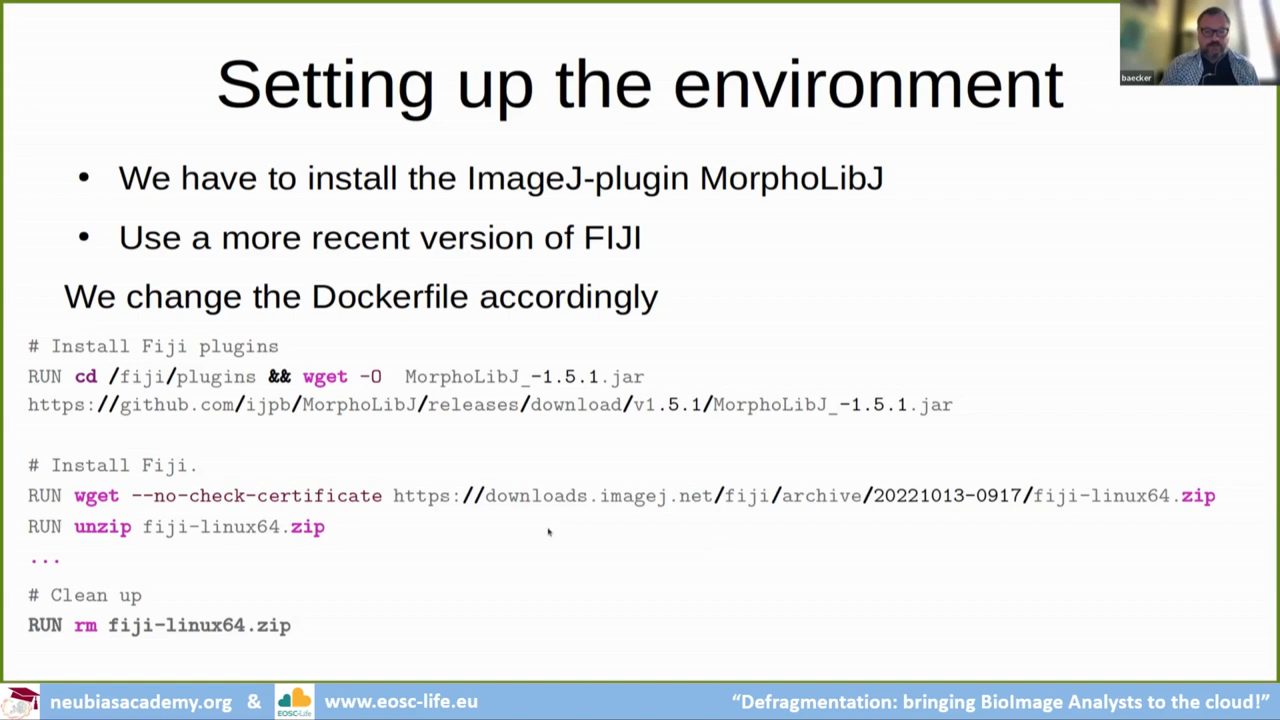 baecker
Setting up the environment
• We have to install the ImageJ-plugin MorphoLibJ
• Use a more recent version of FIJI
We change the Dockerfile accordingly
# Install Fiji plugins
RUN cd /fiji/plugins && wget -O MorphoLibJ_-1.5.1.jar
https://github.com/ijpb/MorphoLibJ/releases/download/v1.5.1/MorphoLibJ_-1.5.1.jar
# Install Fiji.
RUN wget --no-check-certificate https://downloads.imagej.net/fiji/archive/20221013-0917/fiji-linux64.zip
RUN unzip fiji-linux64.zip
...
# Clean up
RUN rm fiji-linux64.zip
neubiasacademy.org & EOSC-Life www.eosc-life.eu “Defragmentation: bringing BioImage Analysts to the cloud!”